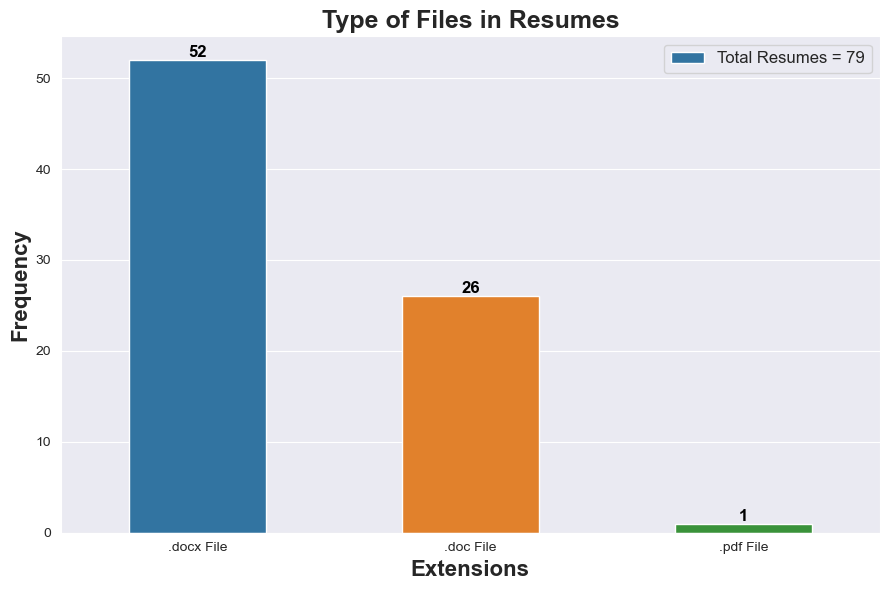 Type of Files in Resumes
Total Resumes = 79
52
26
1
50
40
30
20
10
0
Frequency
.docx File
.doc File
.pdf File
Extensions